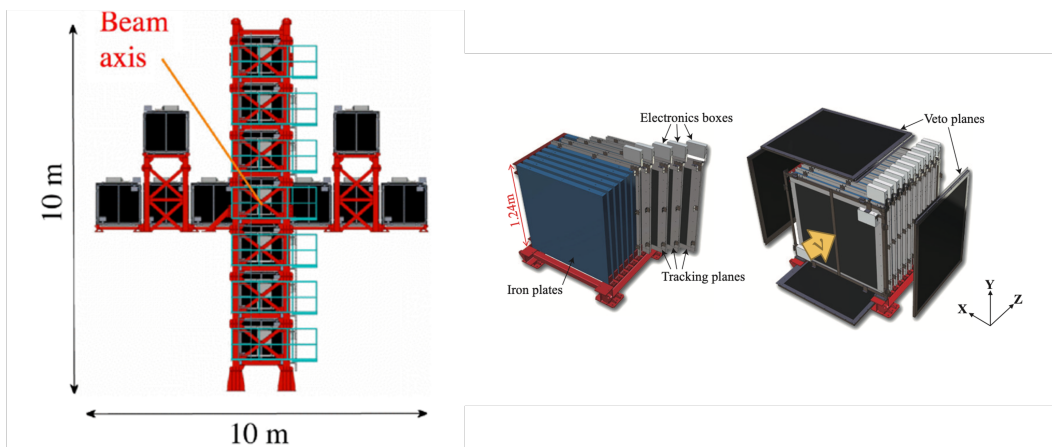 Beam
axis
10 m
10 m
Electronics boxes
1.24m
Iron plates
Tracking planes
Veto planes
ν
Y
X
Z